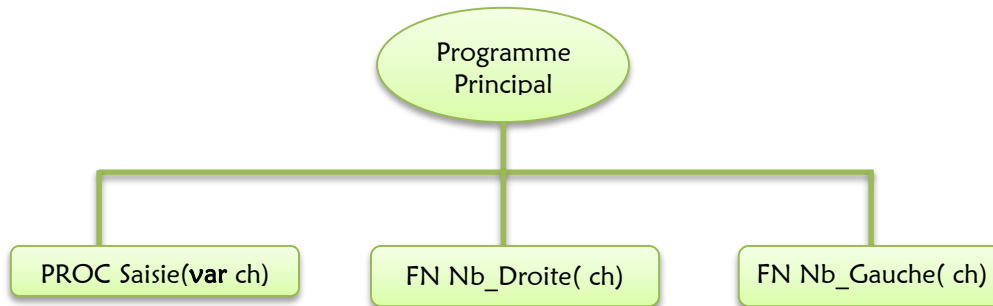 Programme
Principal
PROC Saisie(var ch)
FN Nb_Droite( ch)
FN Nb_Gauche( ch)